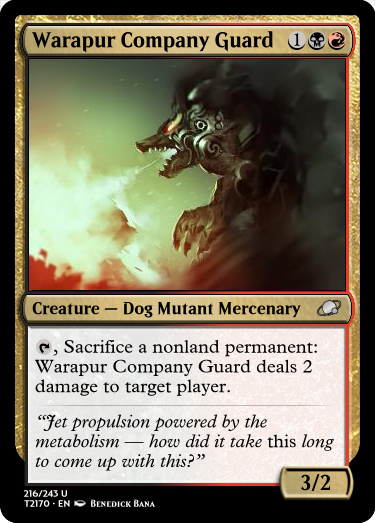 Warapur Company Guard 1
Creature — Dog Mutant Mercenary
, Sacrifice a nonland permanent:
Warapur Company Guard deals 2
damage to target player.
“Jet propulsion powered by the
metabolism — how did it take this long
to come up with this?”
3/2
216/243 U
T2170 · EN Benedick Bana